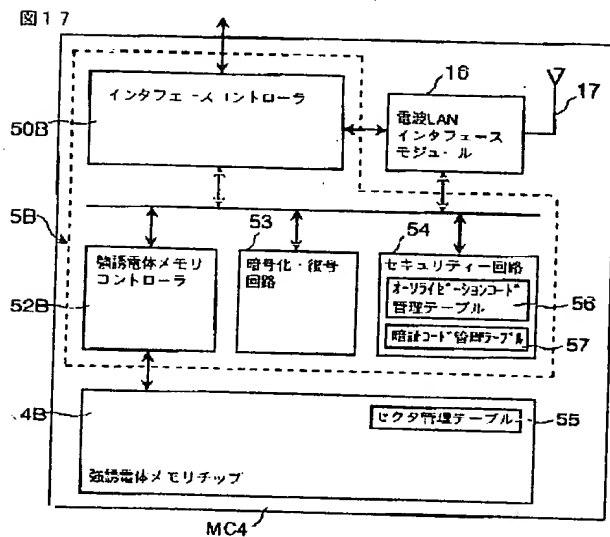 図17
16
17
インタフェースコントローラ
電波LAN
インタフェース
モジュール
50B
5B
53
54
強誘電体メモリ
コントローラ
暗号化・復号
回路
セキュリティー回路
オーソライゼーションコード
管理テーブル
56
52B
暗証コード管理テーブル
57
4B
セクタ管理テーブル
55
強誘電体メモリチップ
MC4